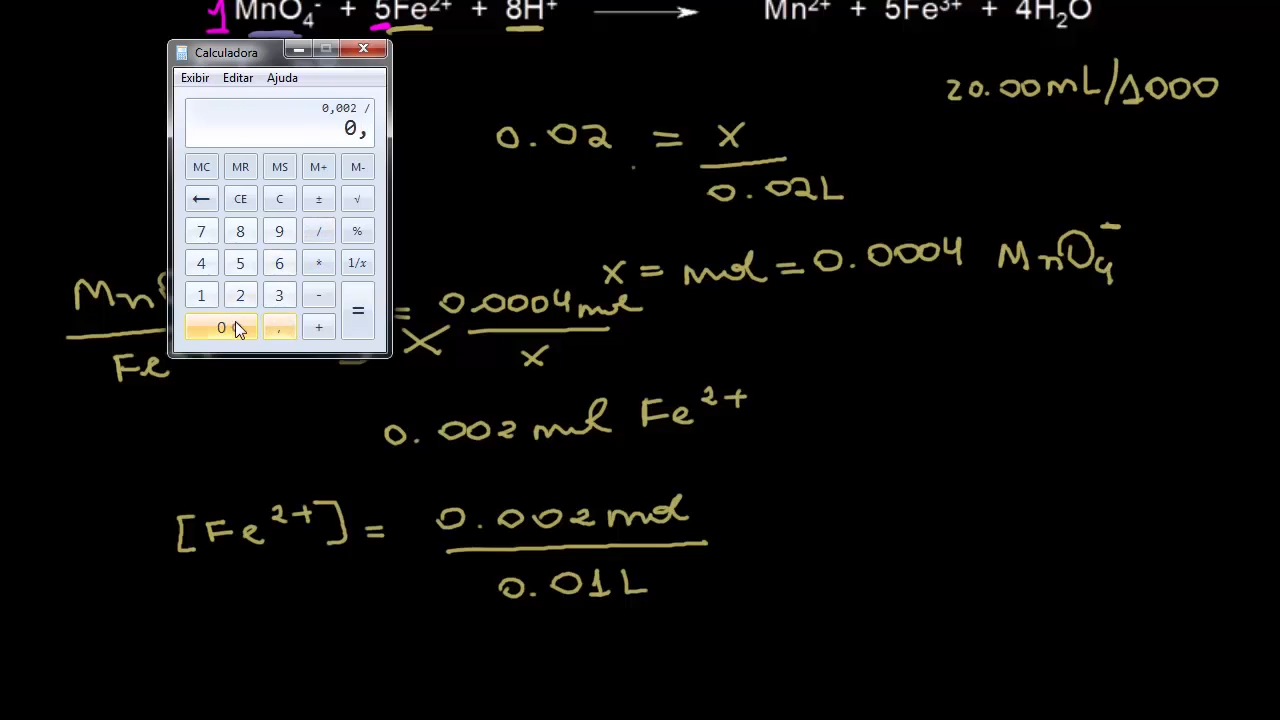 1MnO₄⁻ + 5Fe²⁺ + 8H⁺ → Mn²⁺ + 5Fe³⁺ + 4H₂O
Calculadora
Exibir Editar Ajuda
0,002 /
0,
MC MR MS M+ M-
← CE C ± √
7 8 9 / %
4 5 6 * 1/x
1 2 3 - =
0 , +
20.00mL/1000
0.02 = x
0.02L
x = mol = 0.0004 MnO₄⁻
Mn
Fe
= 0.0004mol
x
0.002mol Fe²⁺
[Fe²⁺] = 0.002mol
0.01L